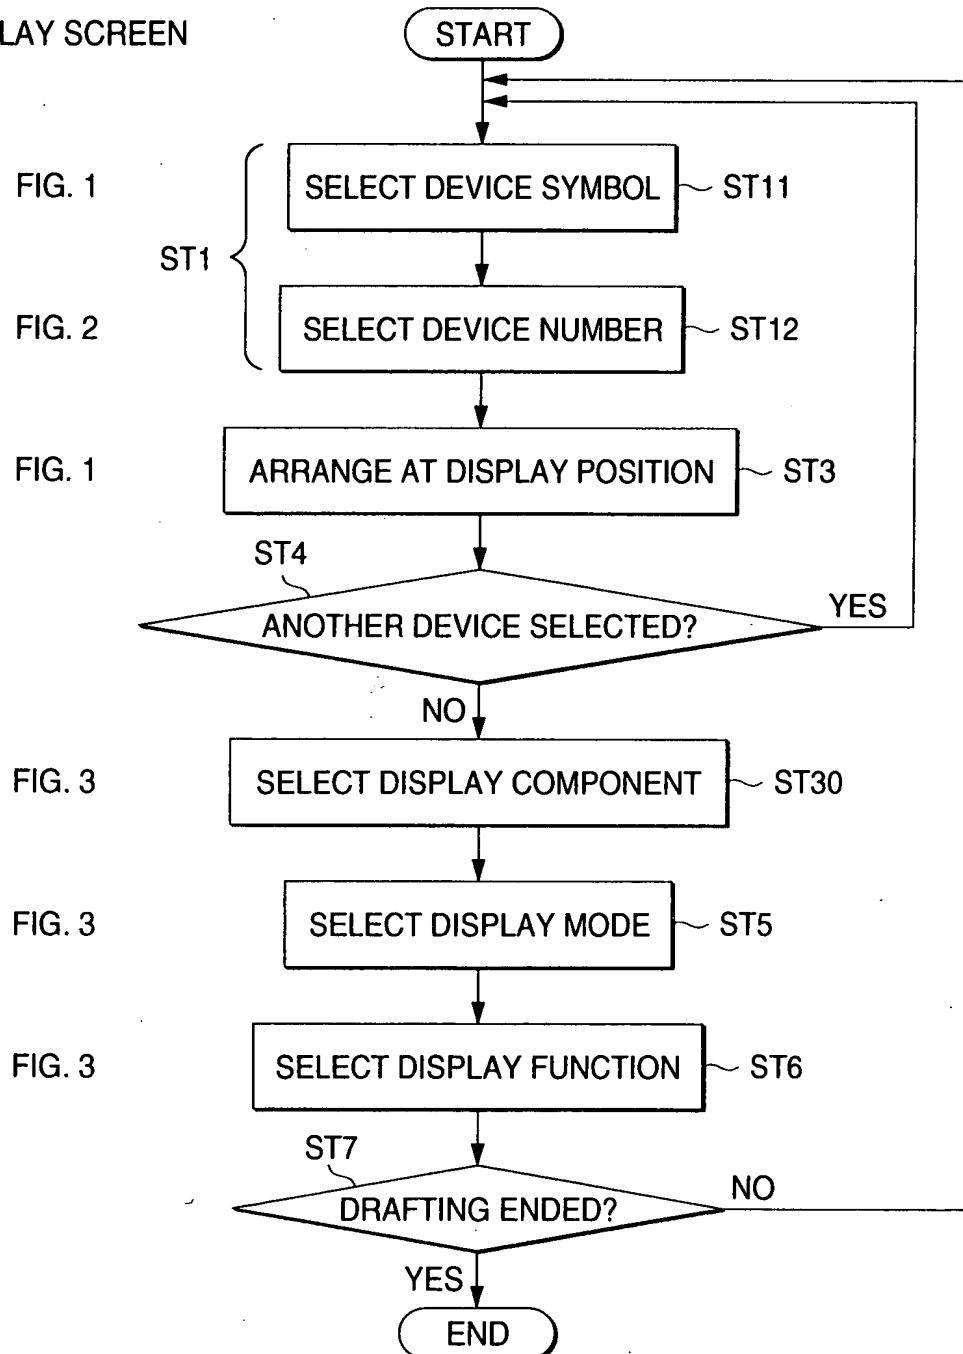 LAY SCREEN
START
FIG. 1
SELECT DEVICE SYMBOL
ST11
ST1
FIG. 2
SELECT DEVICE NUMBER
ST12
FIG. 1
ARRANGE AT DISPLAY POSITION
ST3
ST4
ANOTHER DEVICE SELECTED?
YES
NO
FIG. 3
SELECT DISPLAY COMPONENT
ST30
FIG. 3
SELECT DISPLAY MODE
ST5
FIG. 3
SELECT DISPLAY FUNCTION
ST6
ST7
DRAFTING ENDED?
NO
YES
END